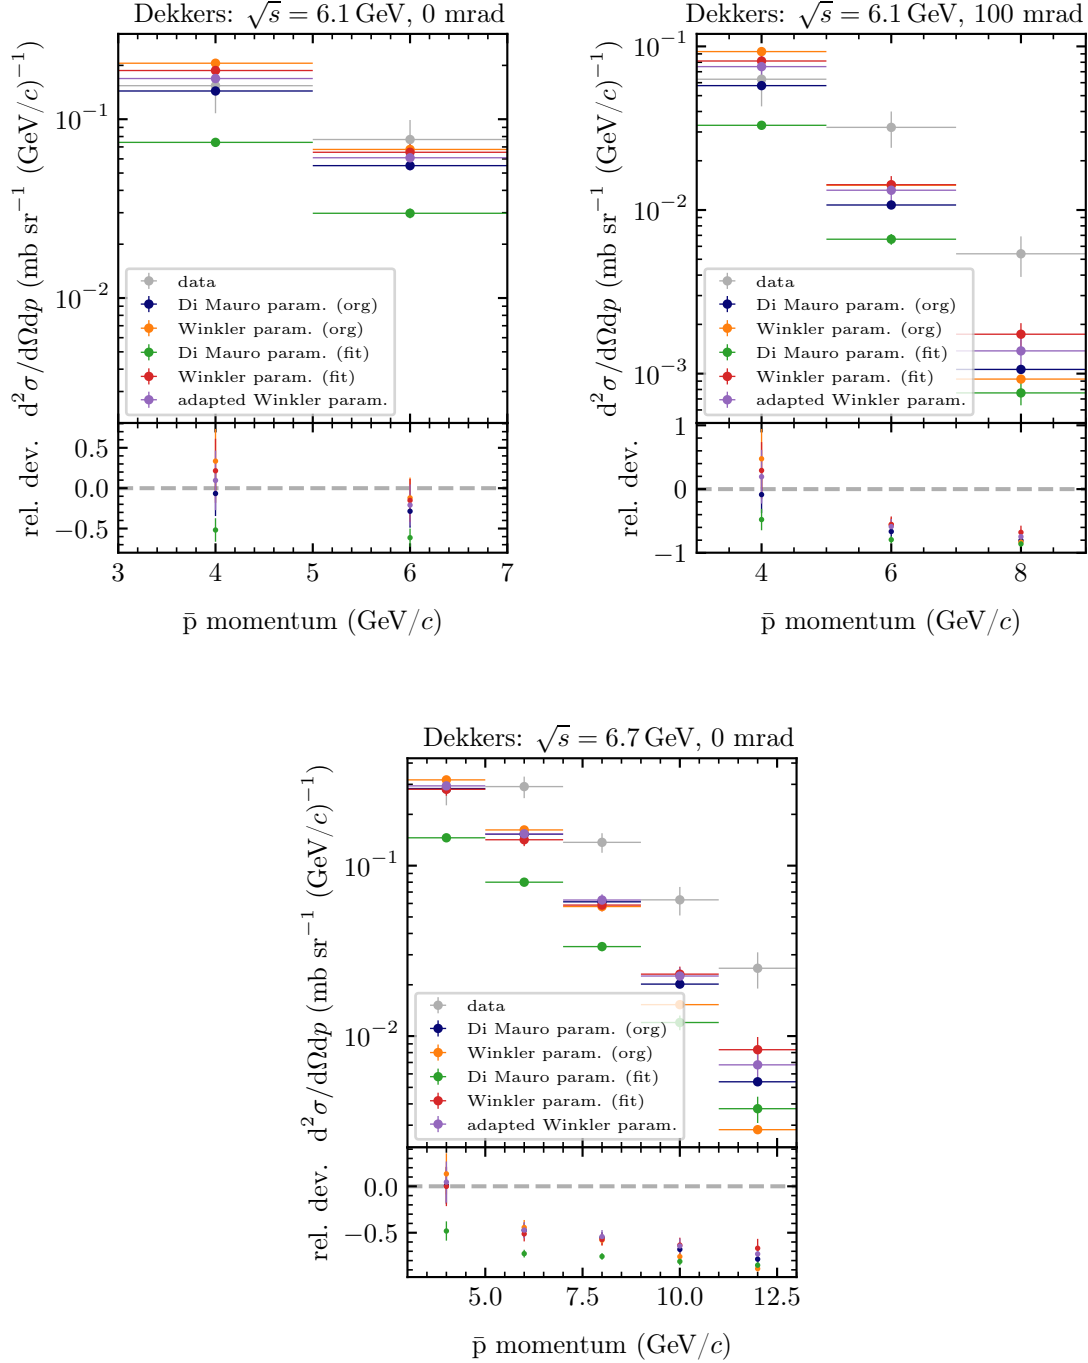 Dekkers: √s = 6.1 GeV, 0 mrad
d²σ/dΩdp (mb sr⁻¹ (GeV/c)⁻¹)
10⁻¹
10⁻²
data
Di Mauro param. (org)
Winkler param. (org)
Di Mauro param. (fit)
Winkler param. (fit)
adapted Winkler param.
rel. dev.
0.5
0.0
−0.5
3 4 5 6 7
p̄ momentum (GeV/c)
Dekkers: √s = 6.1 GeV, 100 mrad
d²σ/dΩdp (mb sr⁻¹ (GeV/c)⁻¹)
10⁻¹
10⁻²
10⁻³
data
Di Mauro param. (org)
Winkler param. (org)
Di Mauro param. (fit)
Winkler param. (fit)
adapted Winkler param.
rel. dev.
1
0
−1
4 6 8
p̄ momentum (GeV/c)
Dekkers: √s = 6.7 GeV, 0 mrad
d²σ/dΩdp (mb sr⁻¹ (GeV/c)⁻¹)
10⁻¹
10⁻²
data
Di Mauro param. (org)
Winkler param. (org)
Di Mauro param. (fit)
Winkler param. (fit)
adapted Winkler param.
rel. dev.
0.0
−0.5
5.0 7.5 10.0 12.5
p̄ momentum (GeV/c)